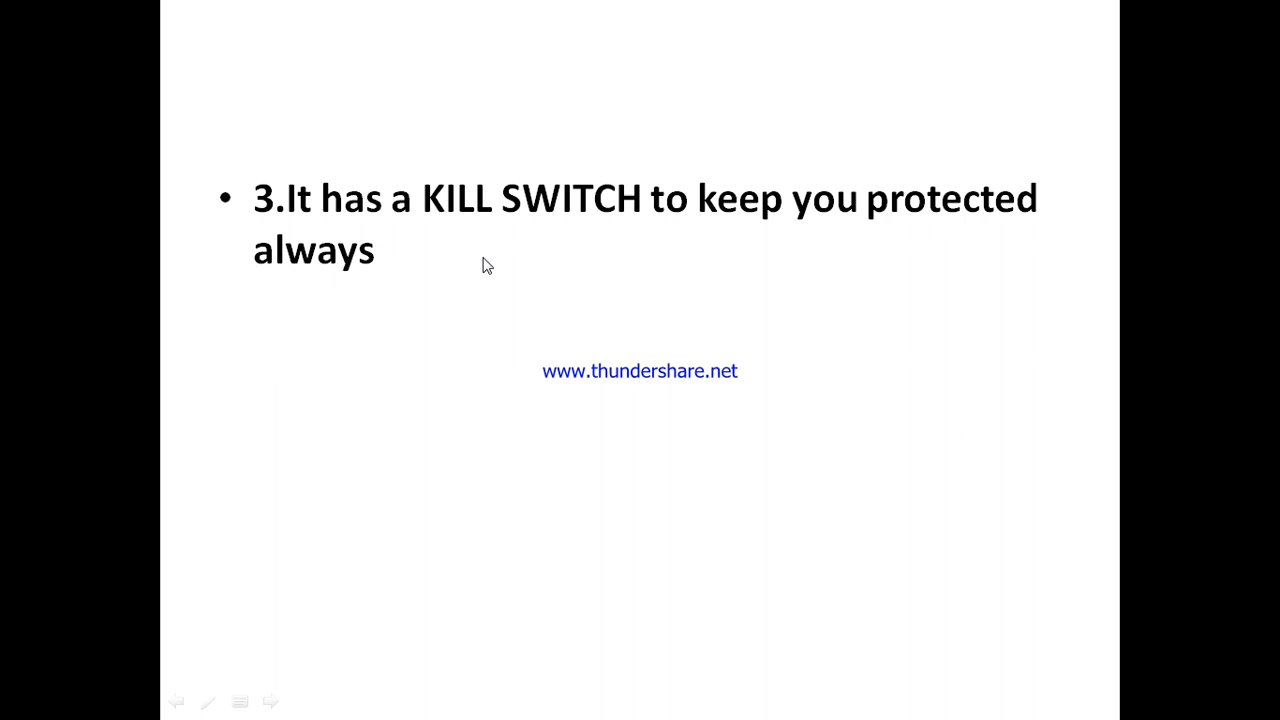 • 3.It has a KILL SWITCH to keep you protected
always
www.thundershare.net